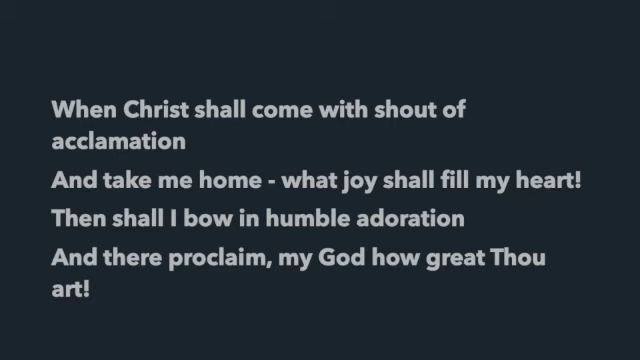 When Christ shall come with shout of
acclamation
And take me home - what joy shall fill my heart!
Then shall I bow in humble adoration
And there proclaim, my God how great Thou
art!